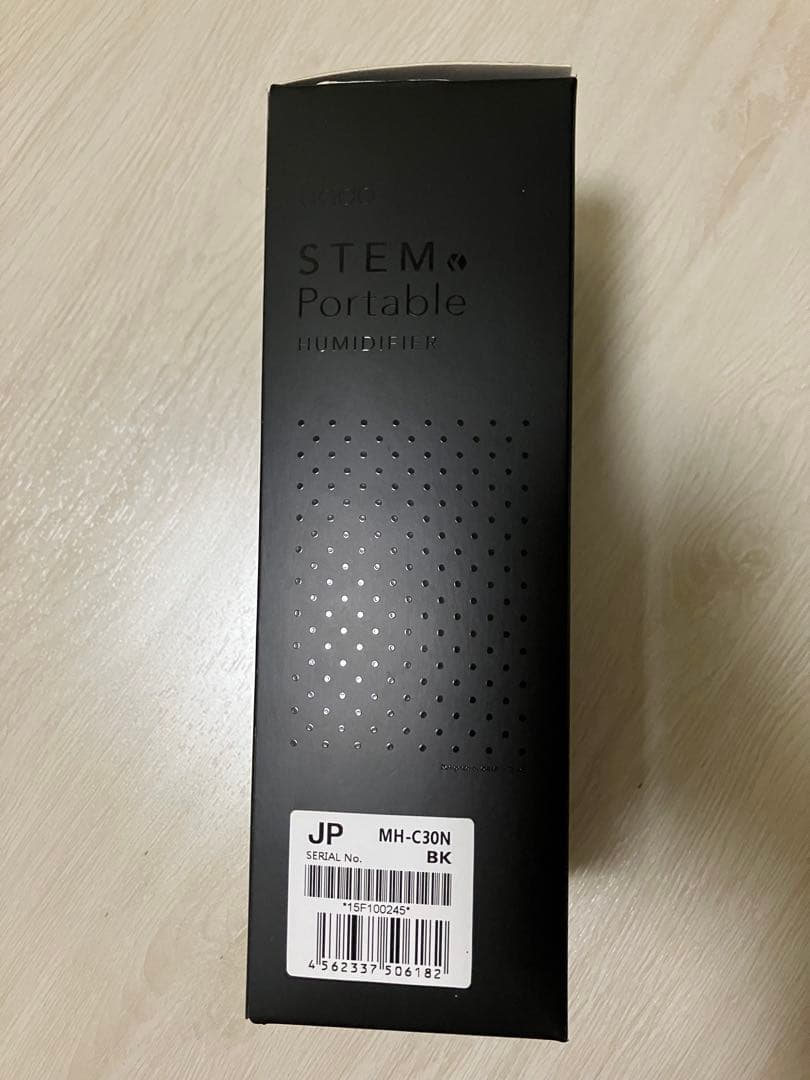 STEM
Portable
HUMIDIFIER
JP MH-C30N
SERIAL No. BK
*15F100245*
4 562337 506182